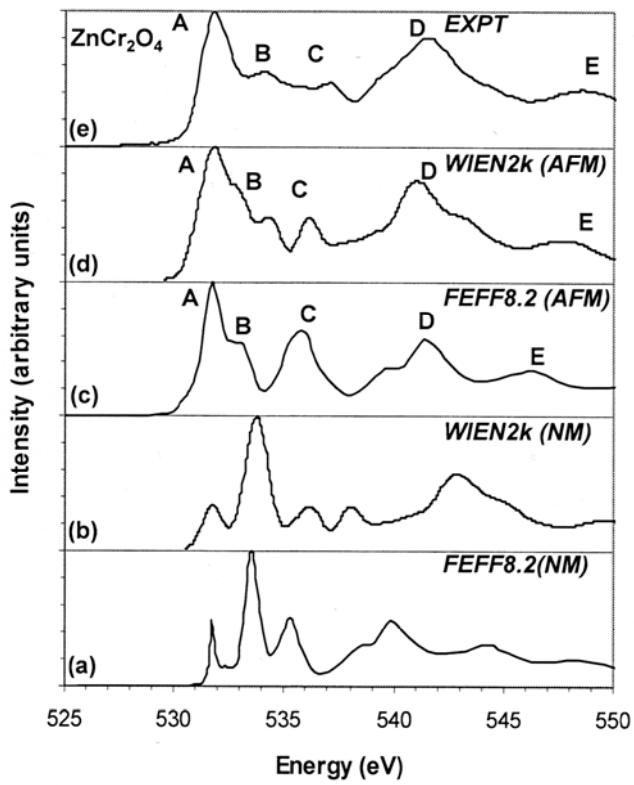 ZnCr₂O₄
A
B
C
D
EXPT
E
(e)
A
B
C
D
WIEN2k (AFM)
E
(d)
A
B
C
D
FEFF8.2 (AFM)
E
(c)
WIEN2k (NM)
(b)
FEFF8.2(NM)
(a)
525 530 535 540 545 550
Energy (eV)
Intensity (arbitrary units)